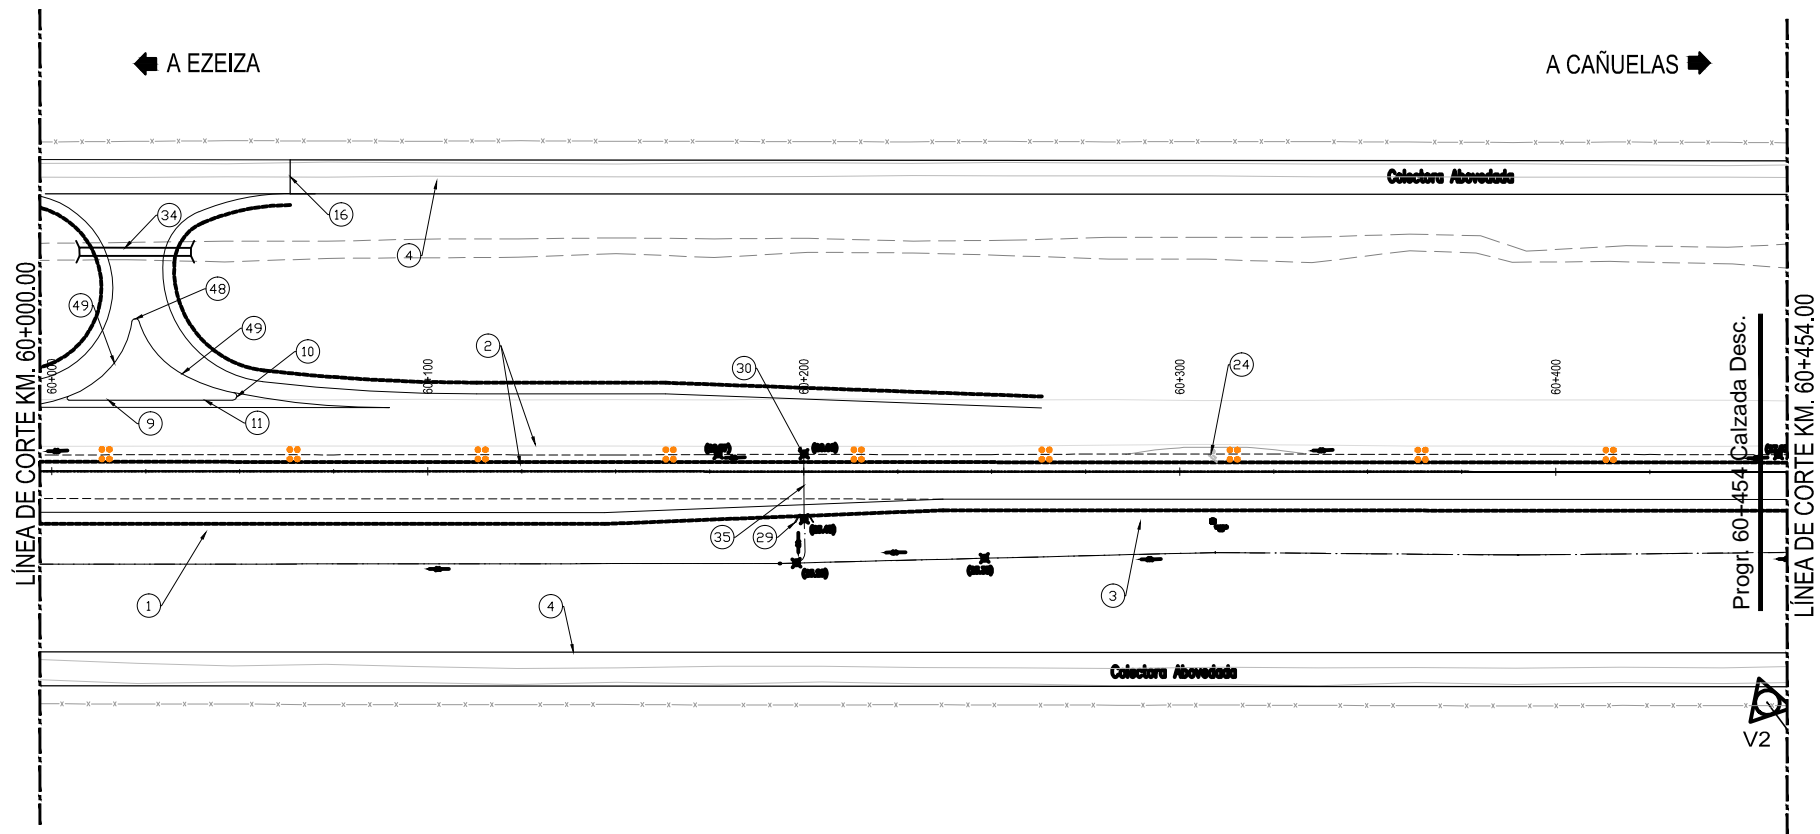 A EZEIZA
A CAÑUELAS
LÍNEA DE CORTE KM. 60+000.00
Colectora Abovedada
34
16
4
49
48
49
10
2
30
24
9
11
60+000
60+100
60+200
60+300
60+400
Progr. 60+454 Calzada Desc.
LÍNEA DE CORTE KM. 60+454.00
35
29
1
4
3
Colectora Abovedada
V2